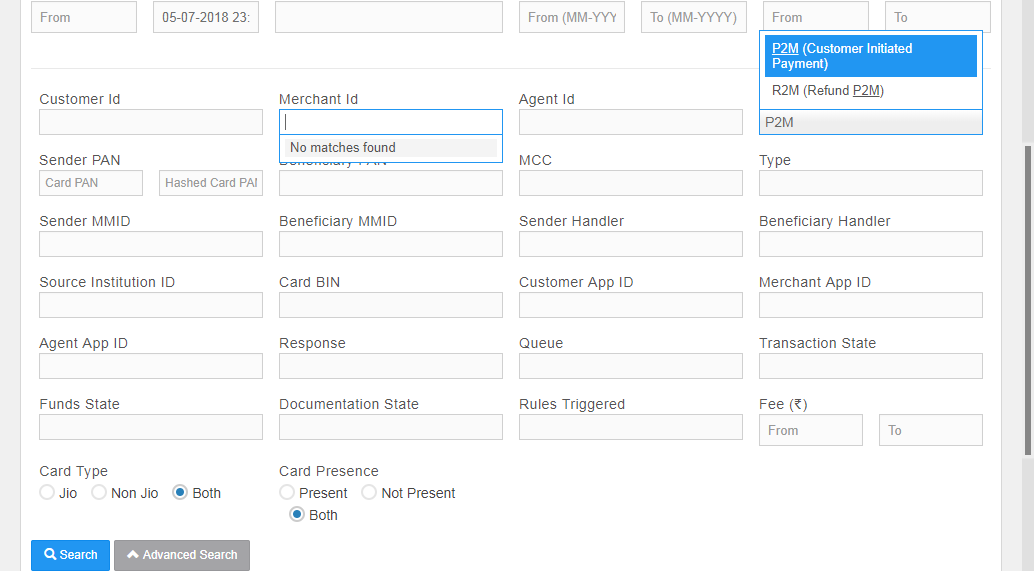 From 05-07-2018 23: From (MM-YYY To (MM-YYYY) From To
P2M (Customer Initiated
Payment)
R2M (Refund P2M)
P2M
Customer Id Merchant Id Agent Id
No matches found
Sender PAN Beneficiary PAN MCC Type
Card PAN Hashed Card PAI
Sender MMID Beneficiary MMID Sender Handler Beneficiary Handler
Source Institution ID Card BIN Customer App ID Merchant App ID
Agent App ID Response Queue Transaction State
Funds State Documentation State Rules Triggered Fee (₹)
From To
Card Type Card Presence
Jio Non Jio Both Present Not Present
Both
Search Advanced Search